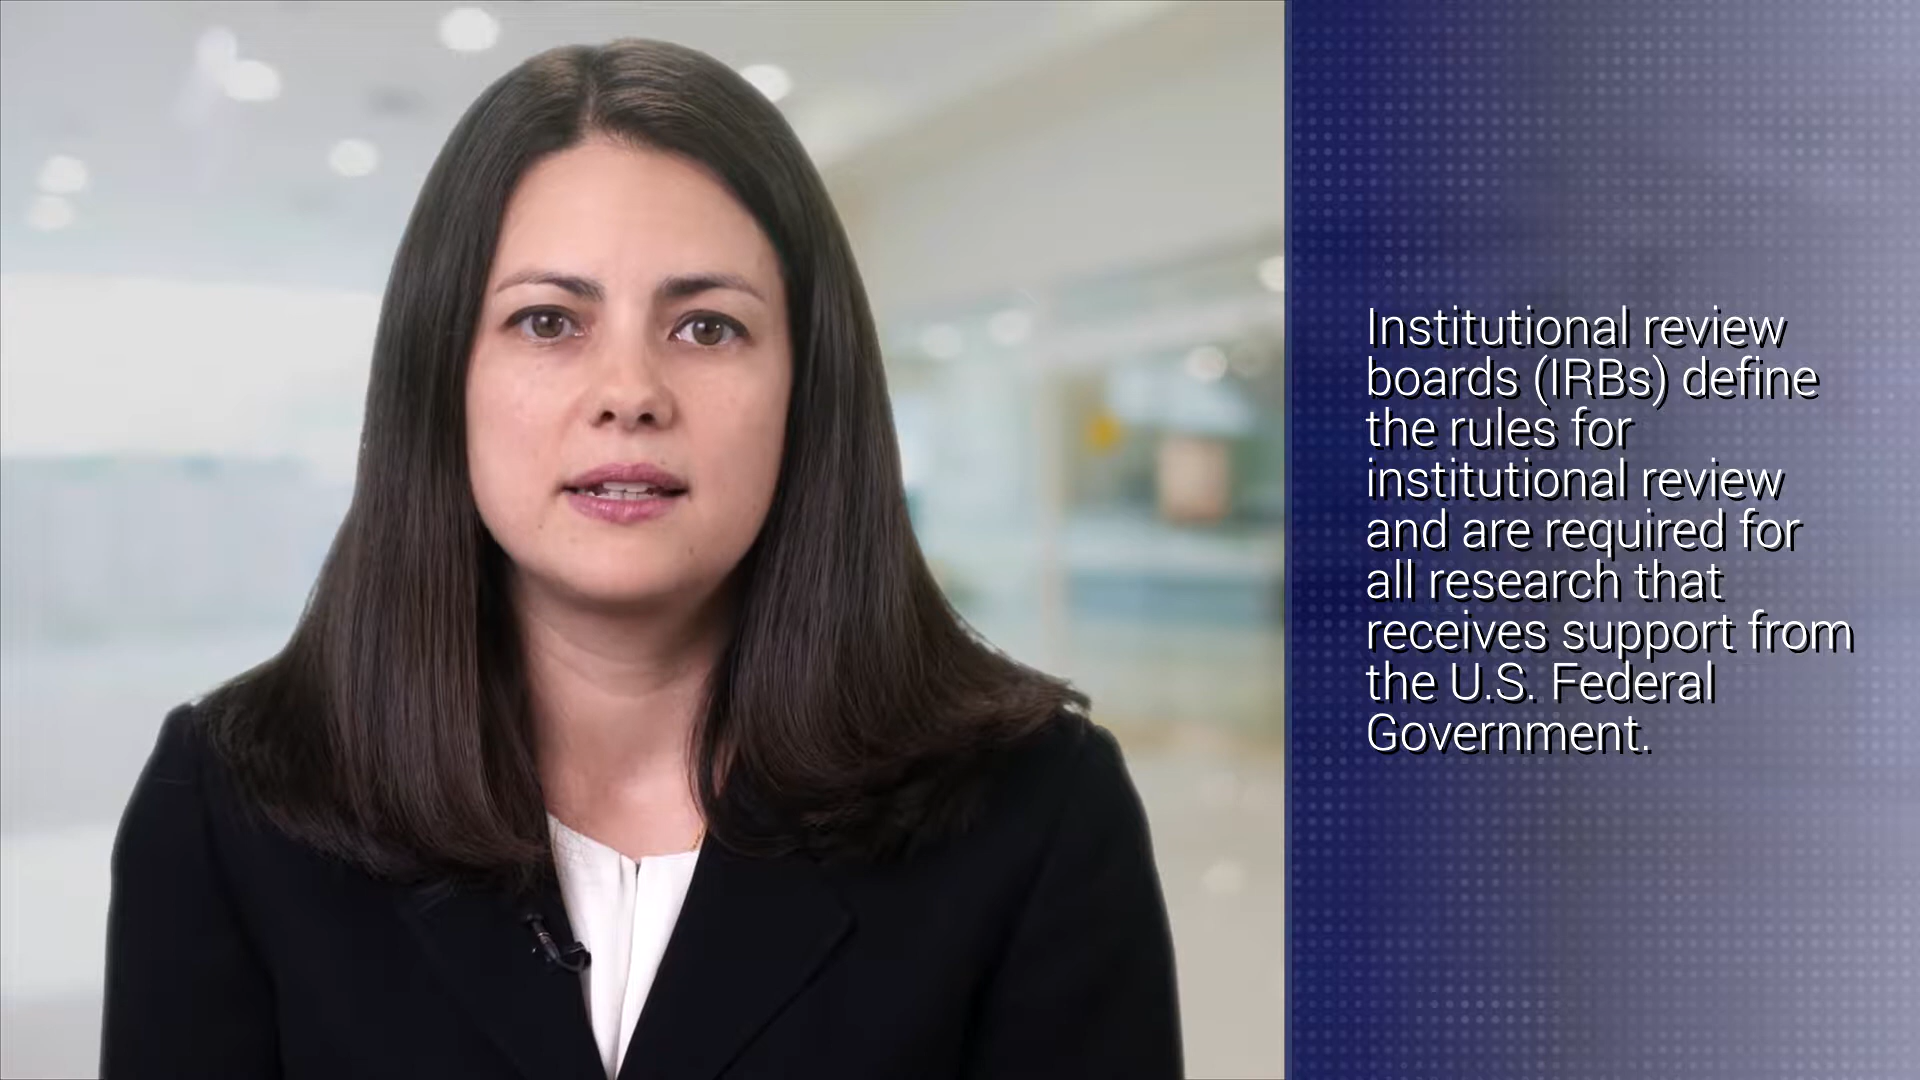 Institutional review
boards (IRBs) define
the rules for
institutional review
and are required for
all research that
receives support from
the U.S. Federal
Government.